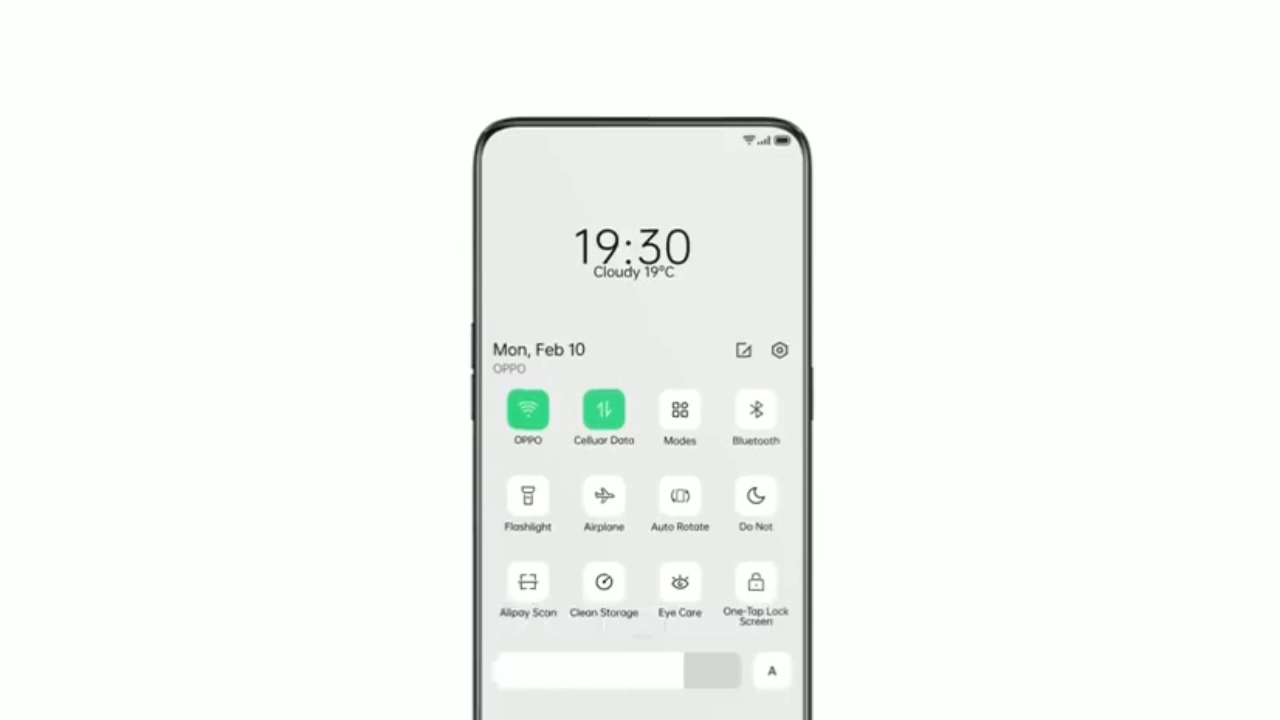 19:30
Cloudy 19°C
Mon, Feb 10
OPPO
OPPO
Celluar Data
Modes
Bluetooth
Flashlight
Airplane
Auto Rotate
Do Not
Alipay Scan
Clean Storage
Eye Care
One-Tap Lock
Screen
A